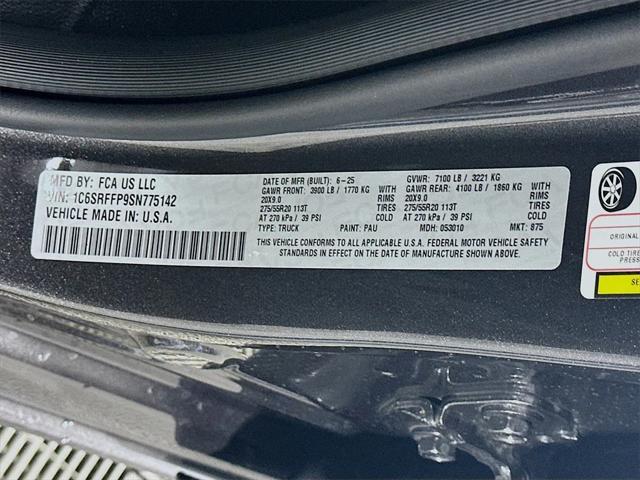 MFD BY: FCA US LLC
VIN: 1C6SRFFP9SN775142
VEHICLE MADE IN U.S.A.
DATE OF MFR (BUILT): 6-25
GVWR: 7100 LB / 3221 KG
GAWR FRONT: 3900 LB / 1770 KG
GAWR REAR: 4100 LB / 1860 KG
20X9.0
WITH
20X9.0
WITH
RIMS
RIMS
275/55R20 113T
TIRES
275/55R20 113T
TIRES
AT 270 kPa / 39 PSI
COLD
AT 270 kPa / 39 PSI
COLD
TYPE: TRUCK
PAINT: PAU
MDH: 053010
MKT: 875
THIS VEHICLE CONFORMS TO ALL APPLICABLE U.S.A. FEDERAL MOTOR VEHICLE SAFETY
STANDARDS IN EFFECT ON THE DATE OF MANUFACTURE SHOWN ABOVE.
ORIGINAL
COLD TIRE
PRESS
SE